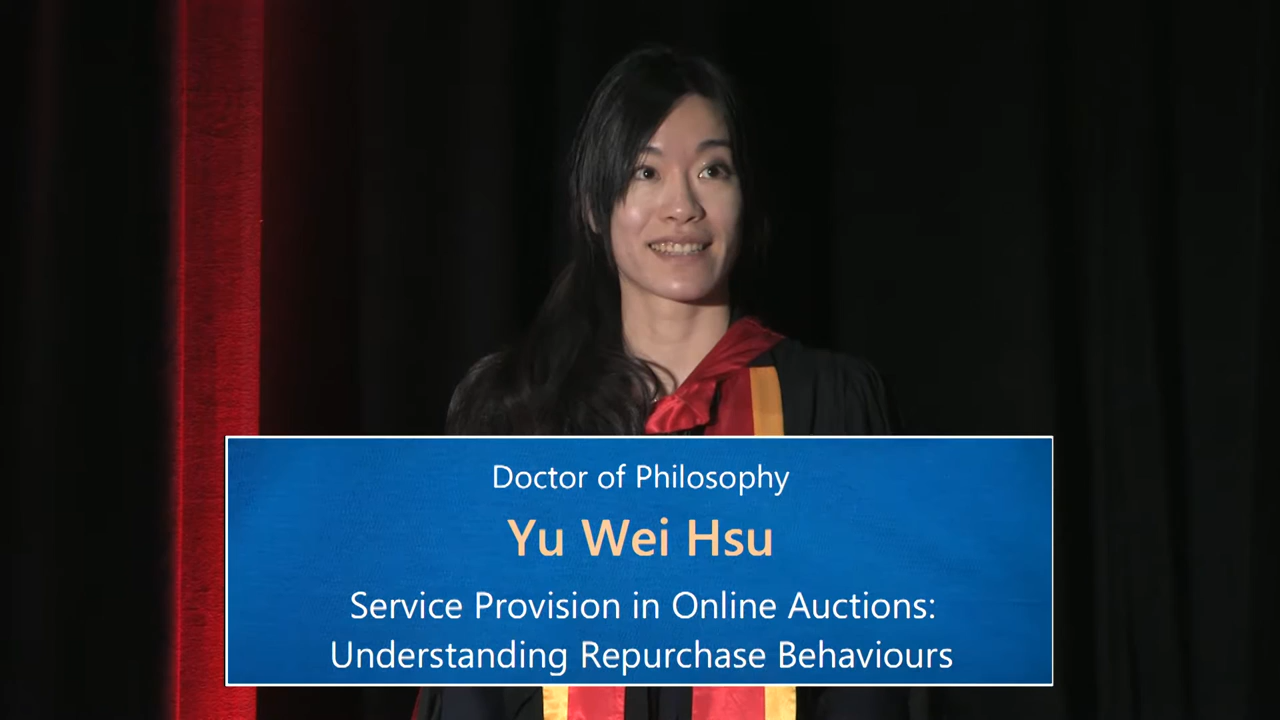 Doctor of Philosophy
Yu Wei Hsu
Service Provision in Online Auctions:
Understanding Repurchase Behaviours